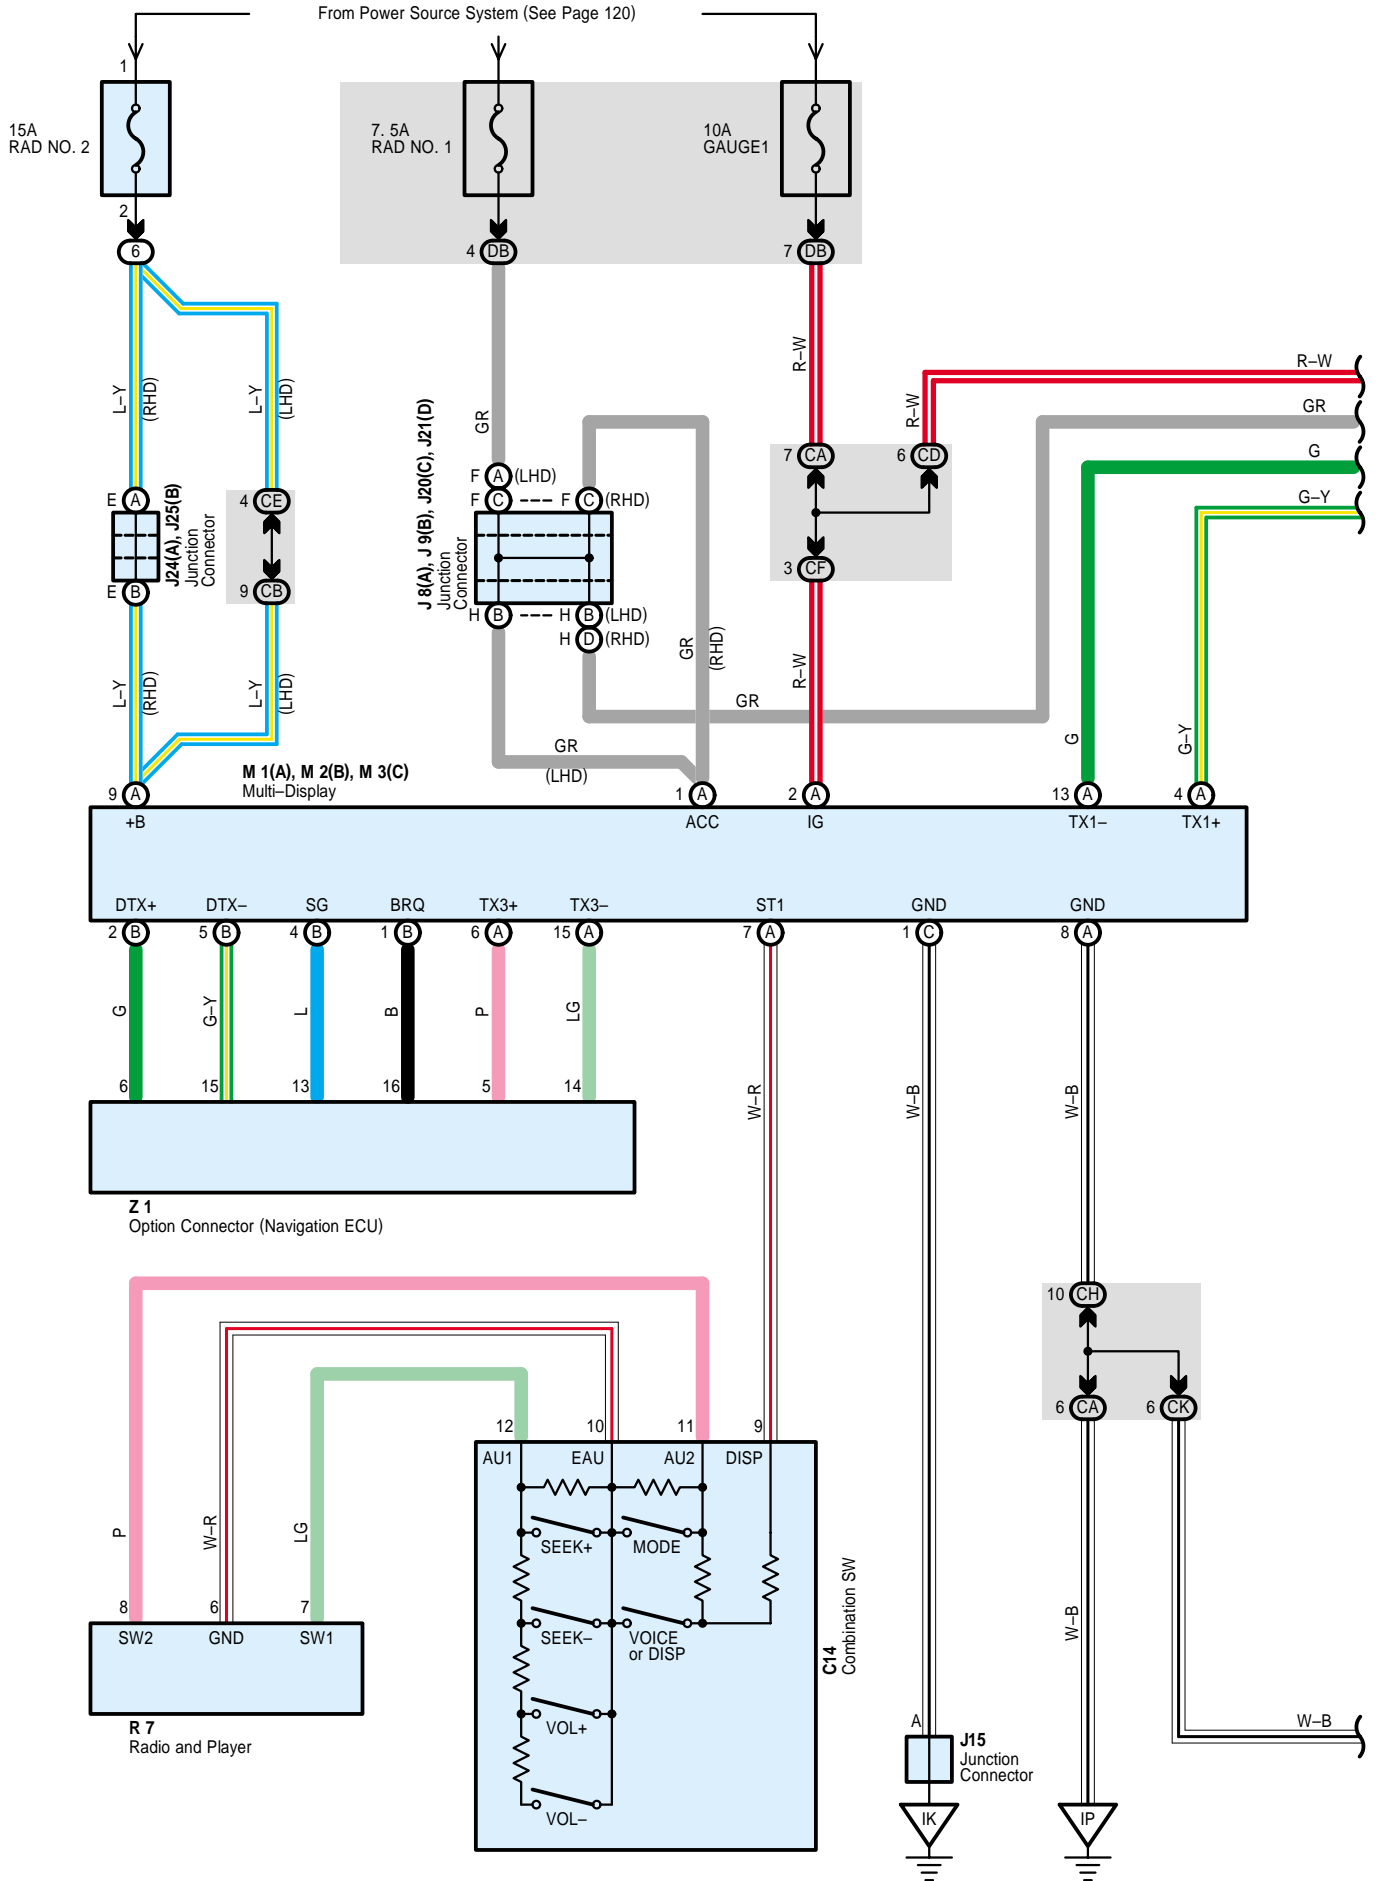 From Power Source System (See Page 120)
1
15A
RAD NO. 2
7. 5A
RAD NO. 1
10A
GAUGE1
2
6
4 DB
7 DB
L–Y
(RHD)
L–Y
(LHD)
GR
R–W
R–W
R–W
GR
G
G–Y
E A
J24(A), J25(B)
Junction
Connector
E B
4 CE
9 CB
J 8(A), J 9(B), J20(C), J21(D)
Junction
Connector
F A (LHD)
F C
F C (RHD)
H B
H B (LHD)
H D (RHD)
7 CA
6 CD
3 CF
L–Y
(RHD)
L–Y
(LHD)
GR
(RHD)
R–W
GR
GR
(LHD)
G
G–Y
M 1(A), M 2(B), M 3(C)
Multi–Display
9 A
1 A
2 A
13 A
4 A
+B
ACC
IG
TX1–
TX1+
DTX+
DTX–
SG
BRQ
TX3+
TX3–
ST1
GND
GND
2 B
5 B
4 B
1 B
6 A
15 A
7 A
1 C
8 A
G
G–Y
L
B
P
LG
W–R
W–B
W–B
6
15
13
16
5
14
Z 1
Option Connector (Navigation ECU)
10 CH
6 CA
6 CK
12
10
11
9
AU1
EAU
AU2
DISP
SEEK+
MODE
SEEK–
VOICE
or DISP
VOL+
VOL–
C14
Combination SW
P
W–R
LG
8
6
7
SW2
GND
SW1
R 7
Radio and Player
W–B
W–B
A
J15
Junction
Connector
IK
IP